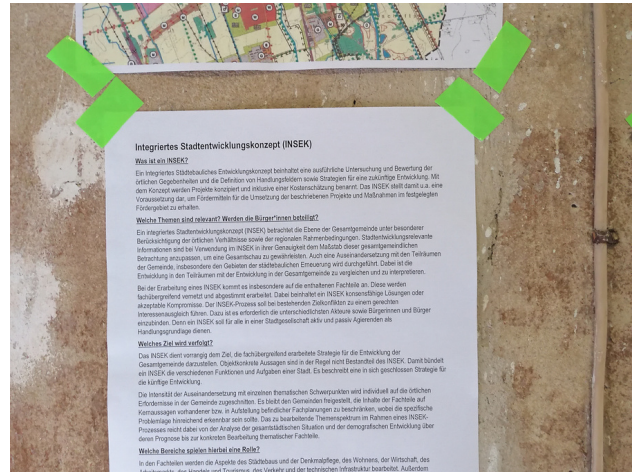 Integriertes Stadtentwicklungskonzept (INSEK)
Was ist ein INSEK?
Ein Integriertes Städtebauliches Entwicklungskonzept beinhaltet eine ausführliche Untersuchung und Bewertung der
örtlichen Gegebenheiten und die Definition von Handlungsfeldern sowie Strategien für eine zukünftige Entwicklung. Mit
dem Konzept werden Projekte konzipiert und inklusive einer Kostenschätzung benannt. Das INSEK stellt damit u.a. eine
Voraussetzung dar, um Fördermitteln für die Umsetzung der beschriebenen Projekte und Maßnahmen im festgelegten
Fördergebiet zu erhalten.
Welche Themen sind relevant? Werden die Bürger*innen beteiligt?
Ein integriertes Stadtentwicklungskonzept (INSEK) betrachtet die Ebene der Gesamtgemeinde unter besonderer
Berücksichtigung der örtlichen Verhältnisse sowie der regionalen Rahmenbedingungen. Stadtentwicklungsrelevante
Informationen sind bei Verwendung im INSEK in ihrer Genauigkeit dem Maßstab dieser gesamtgemeindlichen
Betrachtung anzupassen, um eine Gesamtschau zu gewährleisten. Auch eine Auseinandersetzung mit den Teilräumen
der Gemeinde, insbesondere den Gebieten der städtebaulichen Erneuerung wird durchgeführt. Dabei ist die
Entwicklung in den Teilräumen mit der Entwicklung in der Gesamtgemeinde zu vergleichen und zu interpretieren.
Bei der Erarbeitung eines INSEK kommt es insbesondere auf die enthaltenen Fachteile an. Diese werden
fachübergreifend vernetzt und abgestimmt erarbeitet. Dabei beinhaltet ein INSEK konsensfähige Lösungen oder
akzeptable Kompromisse. Der INSEK-Prozess soll bei bestehenden Zielkonflikten zu einem gerechten
Interessenausgleich führen. Dazu ist es erforderlich die unterschiedlichsten Akteure sowie Bürgerinnen und Bürger
einzubinden. Denn ein INSEK soll für alle in einer Stadtgesellschaft aktiv und passiv Agierenden als
Handlungsgrundlage dienen.
Welches Ziel wird verfolgt?
Das INSEK dient vorrangig dem Ziel, die fachübergreifend erarbeitete Strategie für die Entwicklung der
Gesamtgemeinde darzustellen. Objektkonkrete Aussagen sind in der Regel nicht Bestandteil des INSEK. Damit bündelt
ein INSEK die verschiedenen Funktionen und Aufgaben einer Stadt. Es beschreibt eine in sich geschlossen Strategie für
die künftige Entwicklung.
Die Intensität der Auseinandersetzung mit einzelnen thematischen Schwerpunkten wird individuell auf die örtlichen
Erfordernisse in der Gemeinde zugeschnitten. Es bleibt den Gemeinden freigestellt, die Inhalte der Fachteile auf
Kernaussagen vorhandener bzw. in Aufstellung befindlicher Fachplanungen zu beschränken, wobei die spezifische
Problemlage hinreichend erkennbar sein sollte. Das zu bearbeitende Themenspektrum im Rahmen eines INSEK-
Prozesses nicht dabei von der Analyse der gesamtstädtischen Situation und der demografischen Entwicklung über
deren Prognose bis zur konkreten Bearbeitung thematischer Fachteile.
Welche Bereiche spielen hierbei eine Rolle.
In den Fachteilen werden die Aspekte des Städtebaus und der Denkmalpflege, des Wohnens, der Wirtschaft, des
Arbeitsmarkts, des Handels und Tourismus, des Verkehr und der technischen Infrastruktur bearbeitet. Außerdem